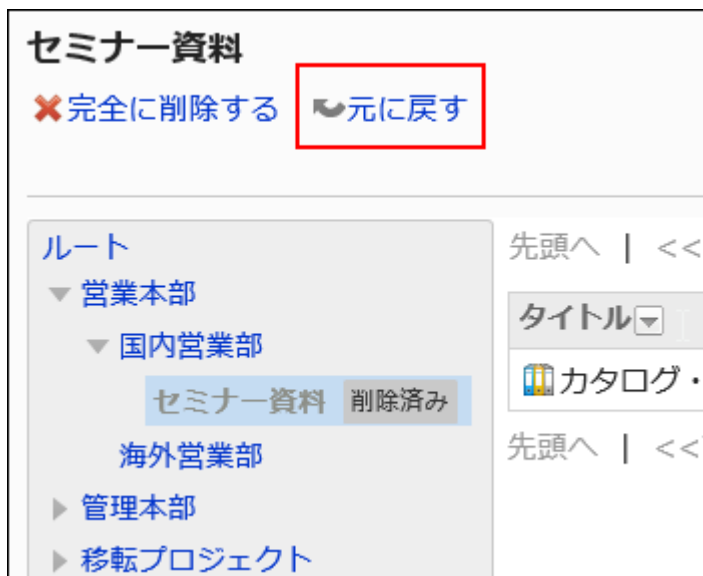 セミナー資料
完全に削除する 元に戻す
ルート
営業本部
国内営業部
セミナー資料 削除済み
海外営業部
管理本部
移転プロジェクト
先頭へ | <<
タイトル
カタログ・
先頭へ | <<